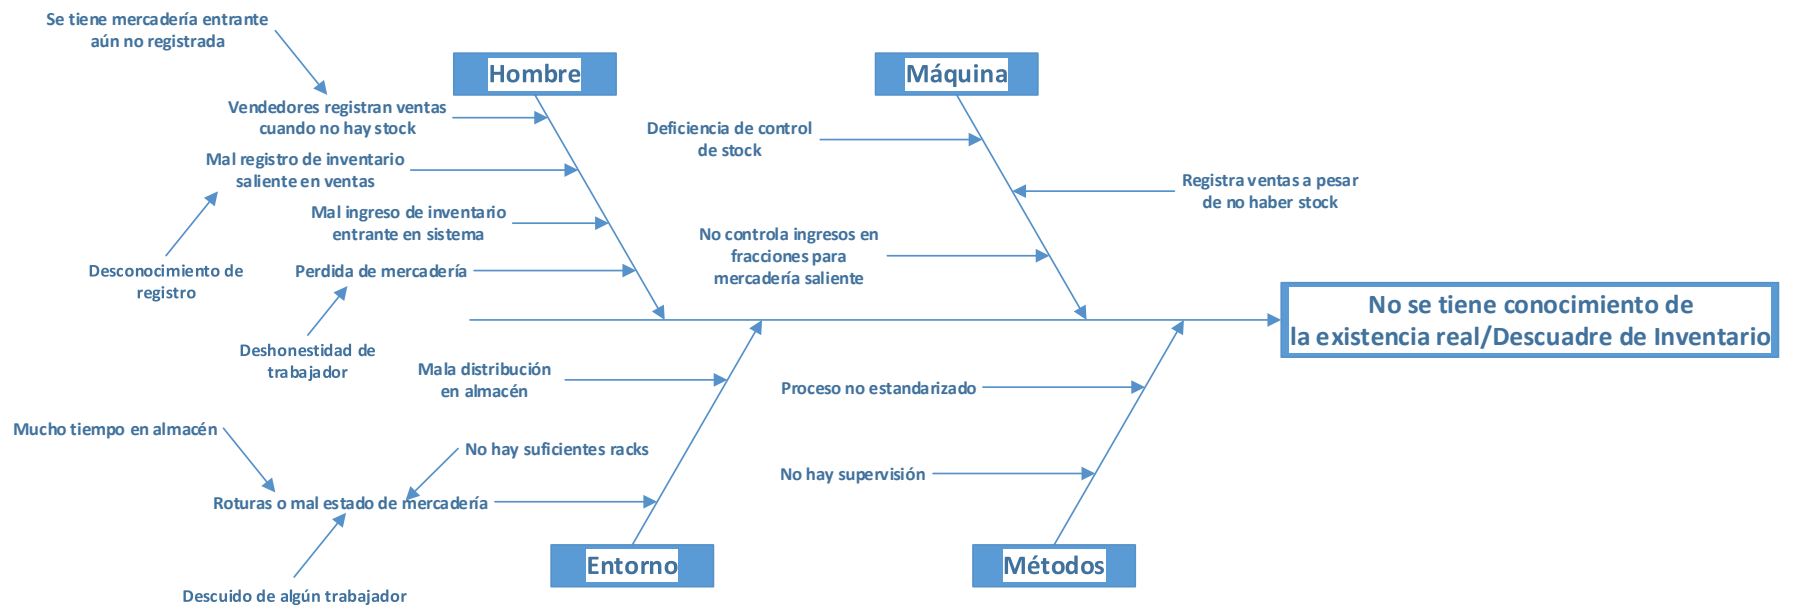 Se tiene mercadería entrante
aún no registrada
Hombre
Máquina
Vendedores registran ventas
cuando no hay stock
Deficiencia de control
de stock
Mal registro de inventario
saliente en ventas
Registra ventas a pesar
de no haber stock
Mal ingreso de inventario
entrante en sistema
No controla ingresos en
fracciones para
mercadería saliente
Desconocimiento de
registro
Perdida de mercadería
No se tiene conocimiento de
la existencia real/Descuadre de Inventario
Deshonestidad de
trabajador
Mala distribución
en almacén
Proceso no estandarizado
Mucho tiempo en almacén
No hay suficientes racks
No hay supervisión
Roturas o mal estado de mercadería
Entorno
Métodos
Descuido de algún trabajador